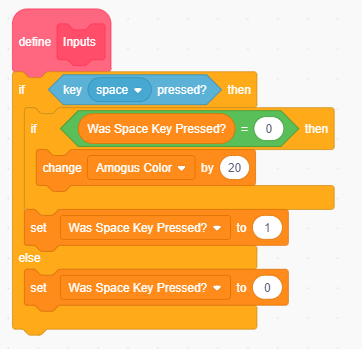 define Inputs
if key space pressed? then
if Was Space Key Pressed? = 0 then
change Amogus Color by 20
set Was Space Key Pressed? to 1
else
set Was Space Key Pressed? to 0